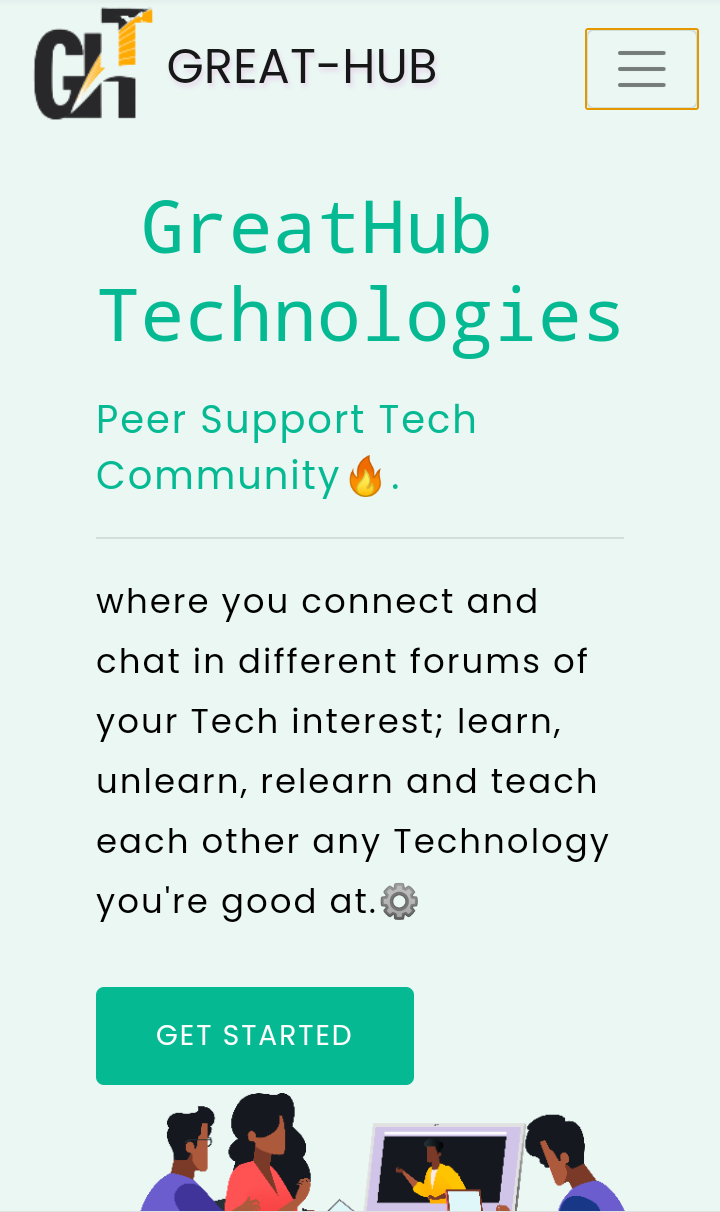 GHT
GREAT-HUB
GreatHub
Technologies
Peer Support Tech
Community🔥.
where you connect and
chat in different forums of
your Tech interest; learn,
unlearn, relearn and teach
each other any Technology
you're good at.⚙️
GET STARTED